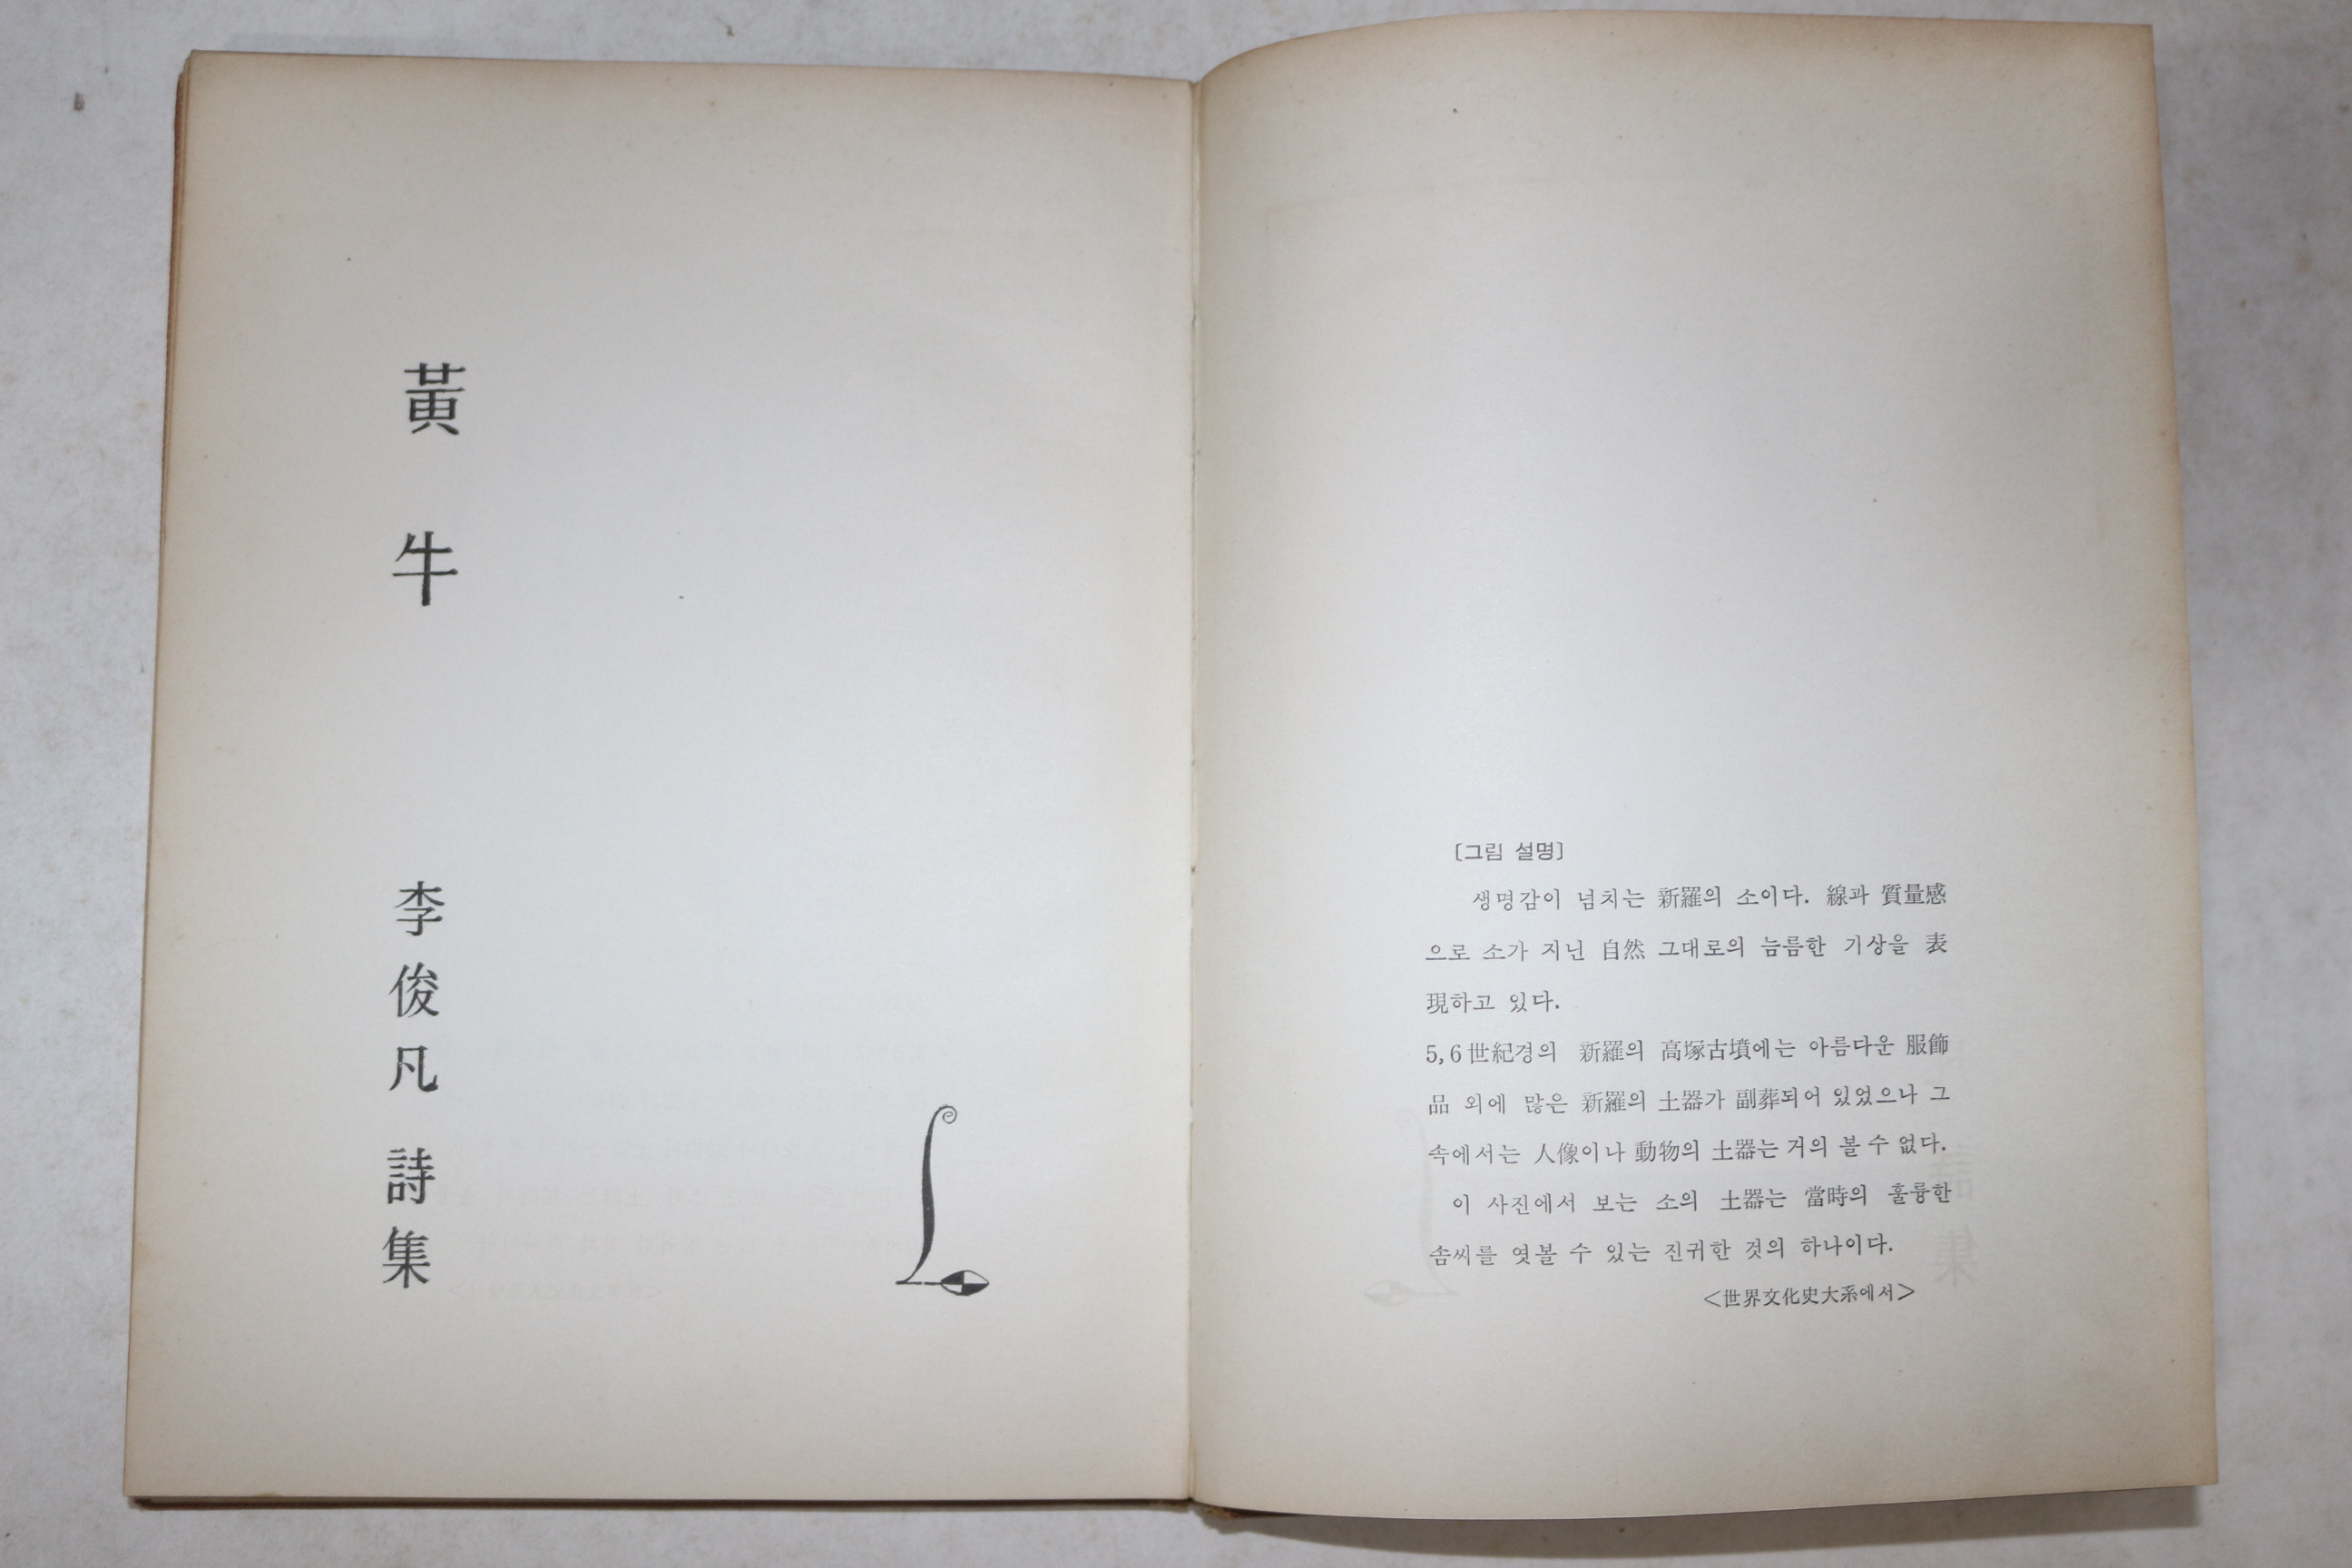 黃牛
李俊凡 詩集
〔그림 설명〕
생명감이 넘치는 新羅의 소이다. 線과 質量感
으로 소가 지닌 自然 그대로의 늠름한 기상을 表
現하고 있다.
5, 6 世紀경의 新羅의 高塚古墳에는 아름다운 服飾
品 외에 많은 新羅의 土器가 副葬되어 있었으나 그
속에서는 人像이나 動物의 土器는 거의 볼 수 없다.
이 사진에서 보는 소의 土器는 當時의 훌륭한
솜씨를 엿볼 수 있는 진귀한 것의 하나이다.
<世界文化史大系에서>